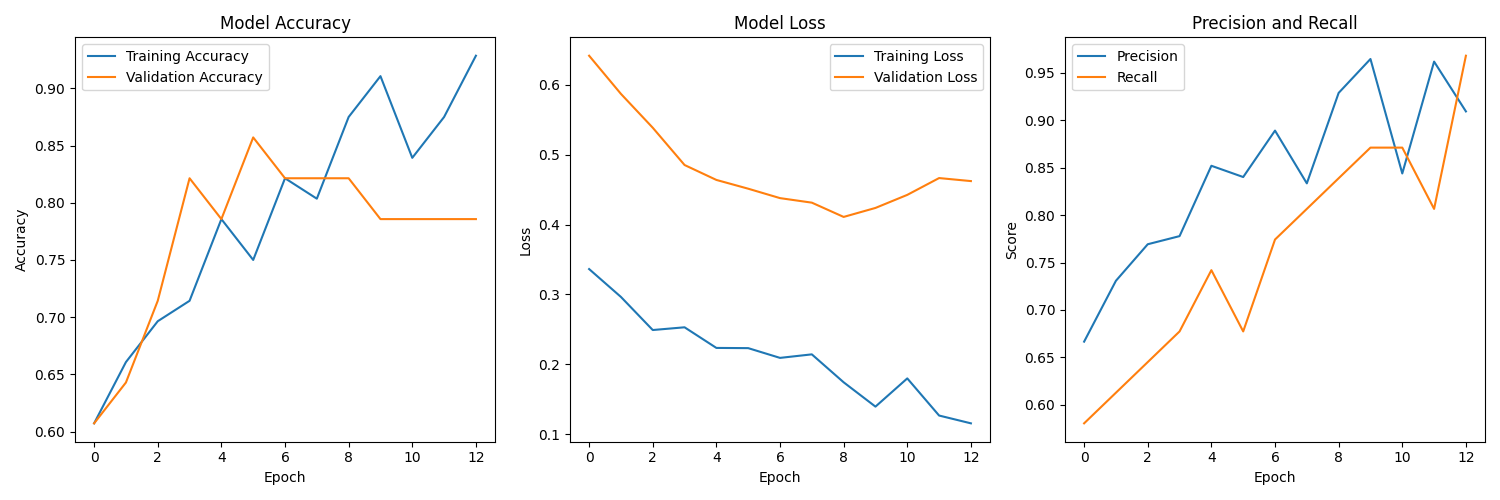 Model Accuracy
Training Accuracy
Validation Accuracy
Accuracy
0.90
0.85
0.80
0.75
0.70
0.65
0.60
0 2 4 6 8 10 12
Epoch
Model Loss
Training Loss
Validation Loss
Loss
0.6
0.5
0.4
0.3
0.2
0.1
0 2 4 6 8 10 12
Epoch
Precision and Recall
Precision
Recall
Score
0.95
0.90
0.85
0.80
0.75
0.70
0.65
0.60
0 2 4 6 8 10 12
Epoch